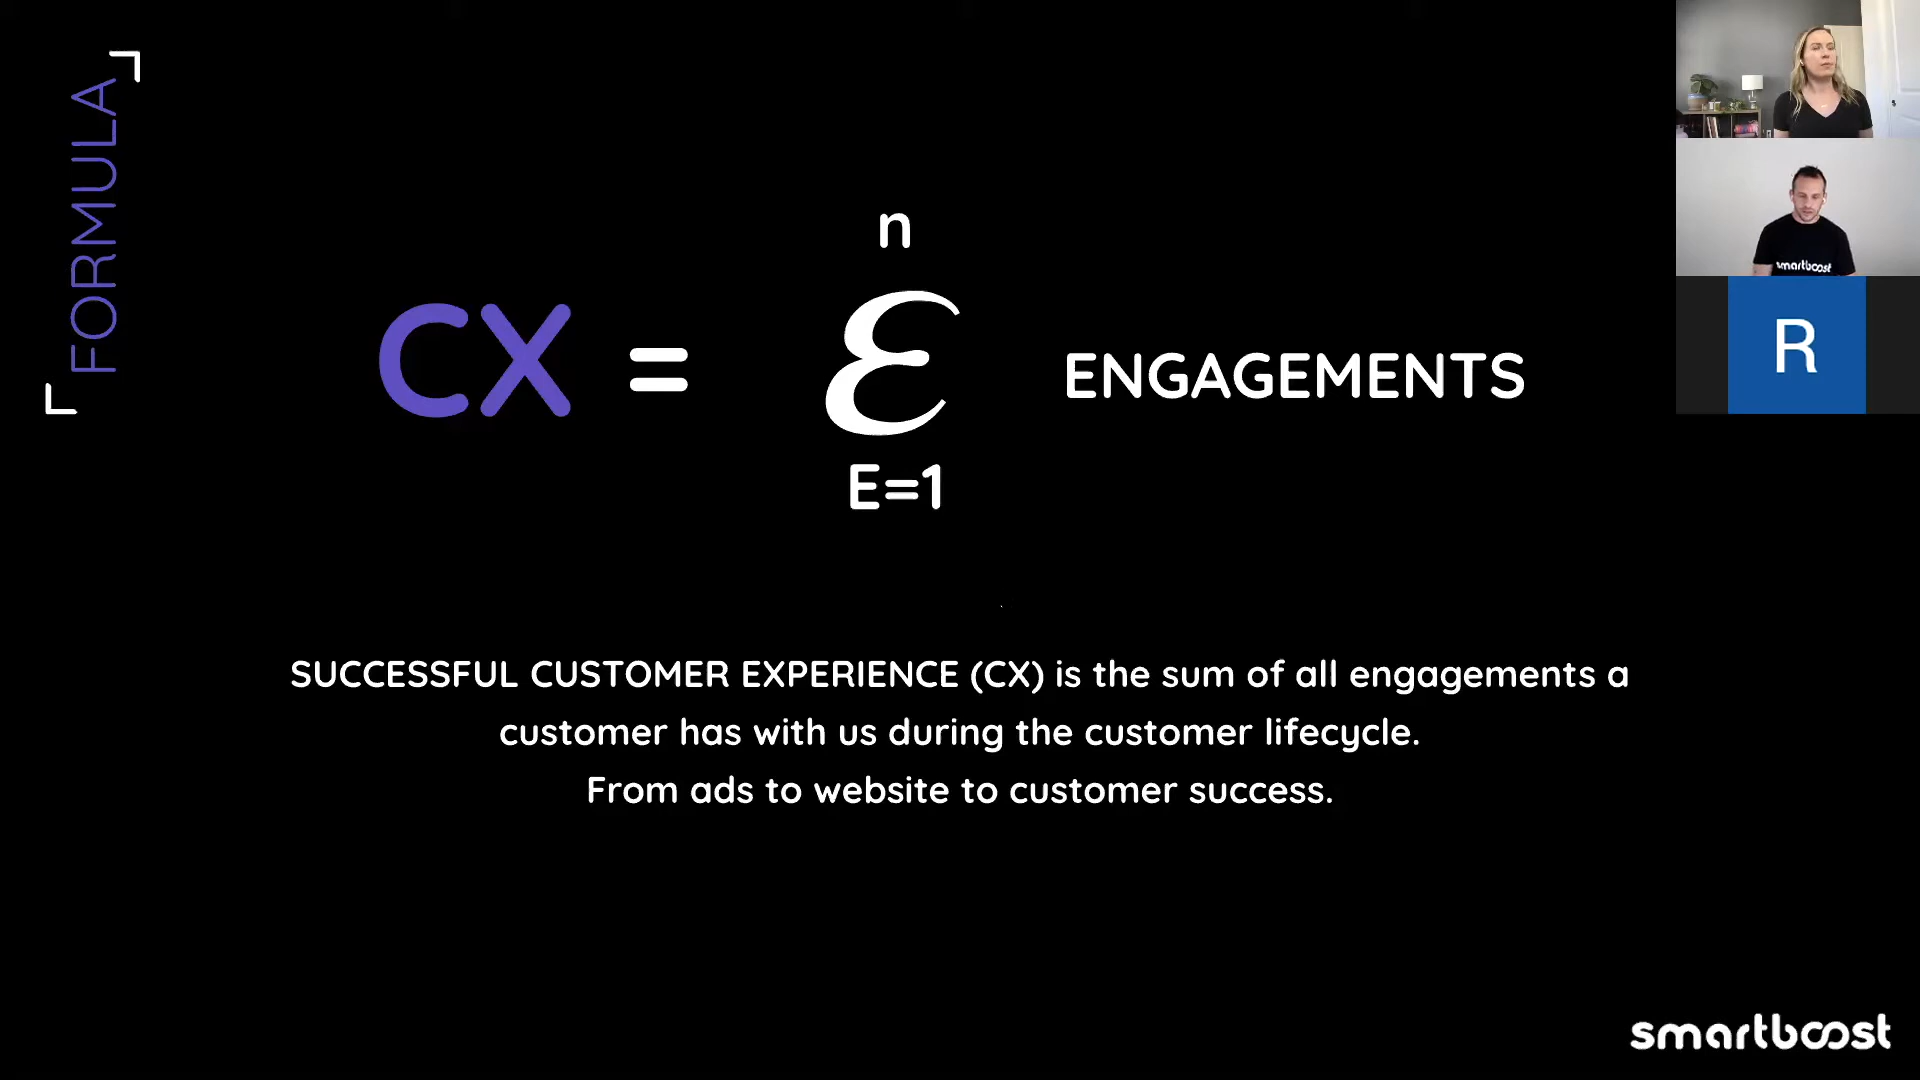 FORMULA
n
CX = ℰ ENGAGEMENTS
E=1
SUCCESSFUL CUSTOMER EXPERIENCE (CX) is the sum of all engagements a
customer has with us during the customer lifecycle.
From ads to website to customer success.
smartboost
R
smartboost